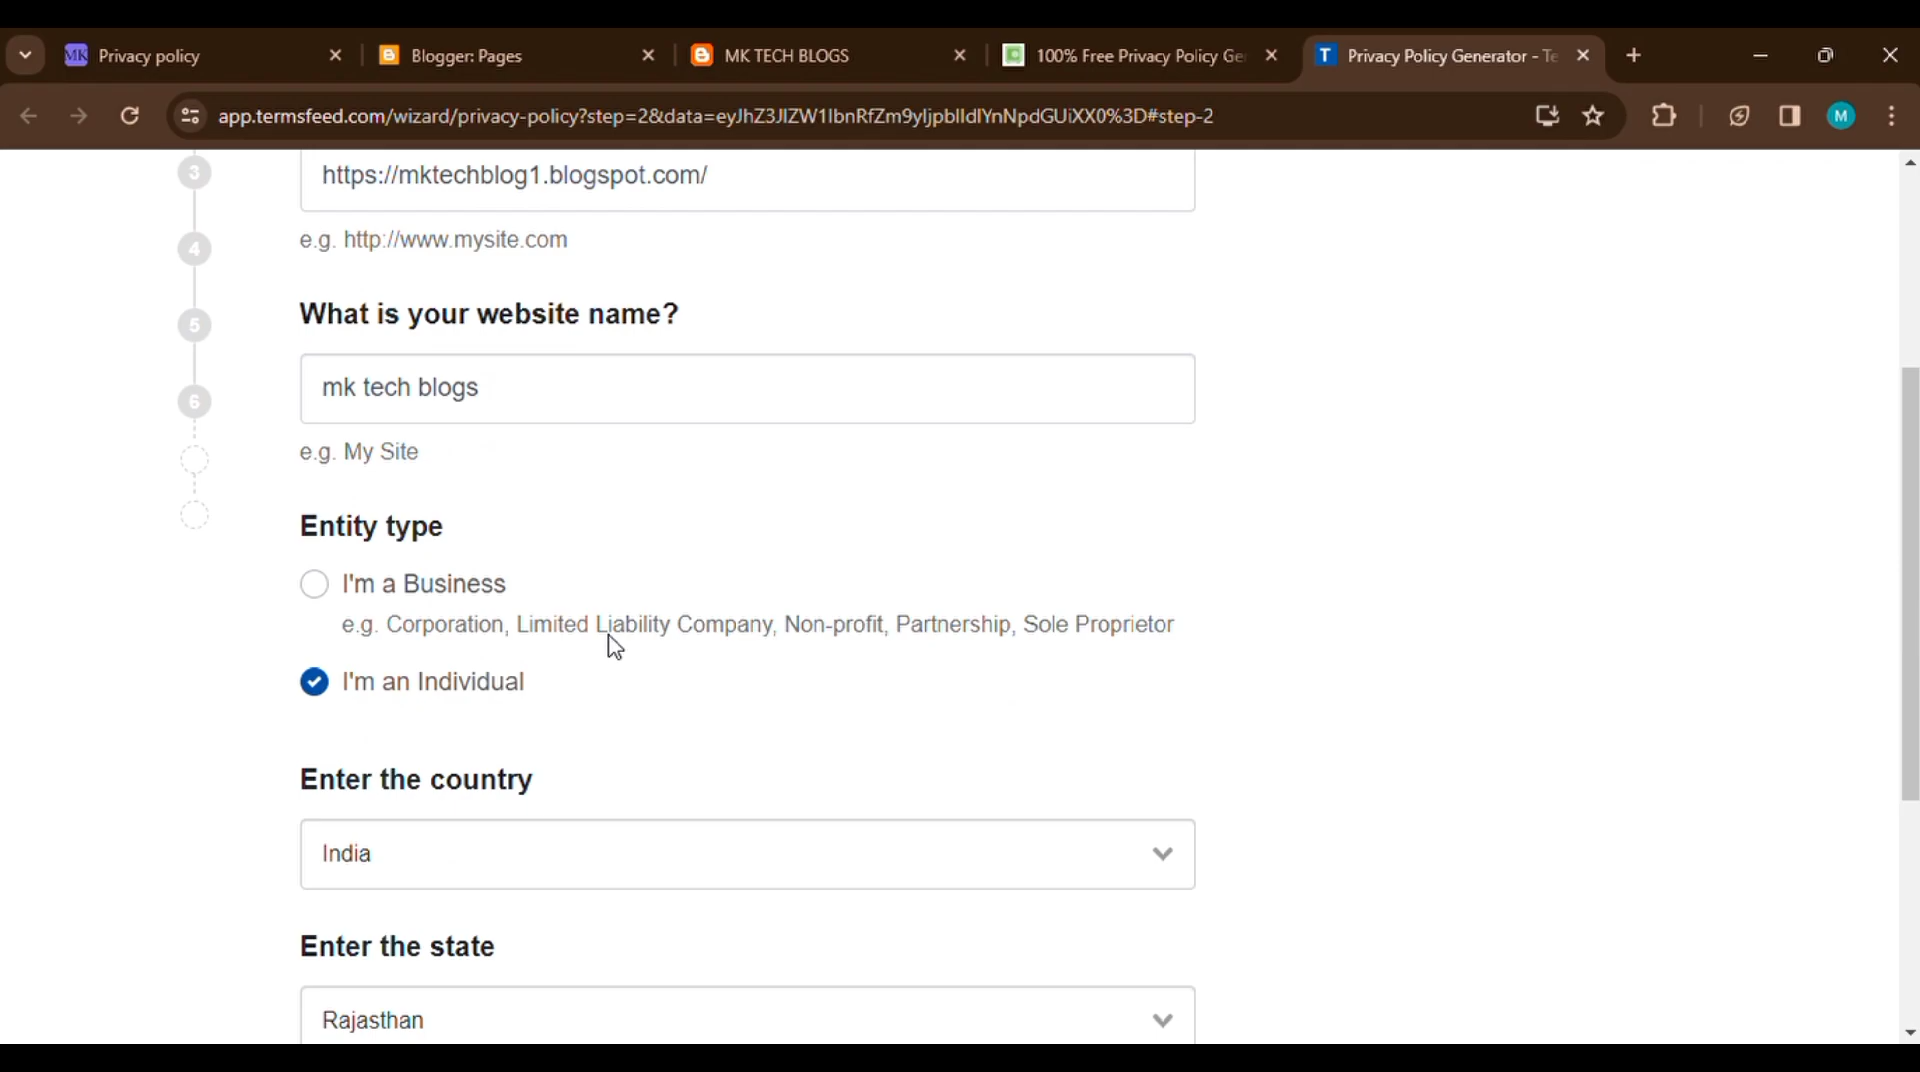 MK Privacy policy
Blogger: Pages
MK TECH BLOGS
100% Free Privacy Policy Ge
T Privacy Policy Generator - Te
app.termsfeed.com/wizard/privacy-policy?step=2&data=eyJhZ3JlZW1lbnRfZm9yIjpbIldlYnNpdGUiXX0%3D#step-2
M
3
https://mktechblog1.blogspot.com/
4
e.g. http://www.mysite.com
What is your website name?
5
mk tech blogs
6
e.g. My Site
Entity type
I'm a Business
e.g. Corporation, Limited Liability Company, Non-profit, Partnership, Sole Proprietor
I'm an Individual
Enter the country
India
Enter the state
Rajasthan